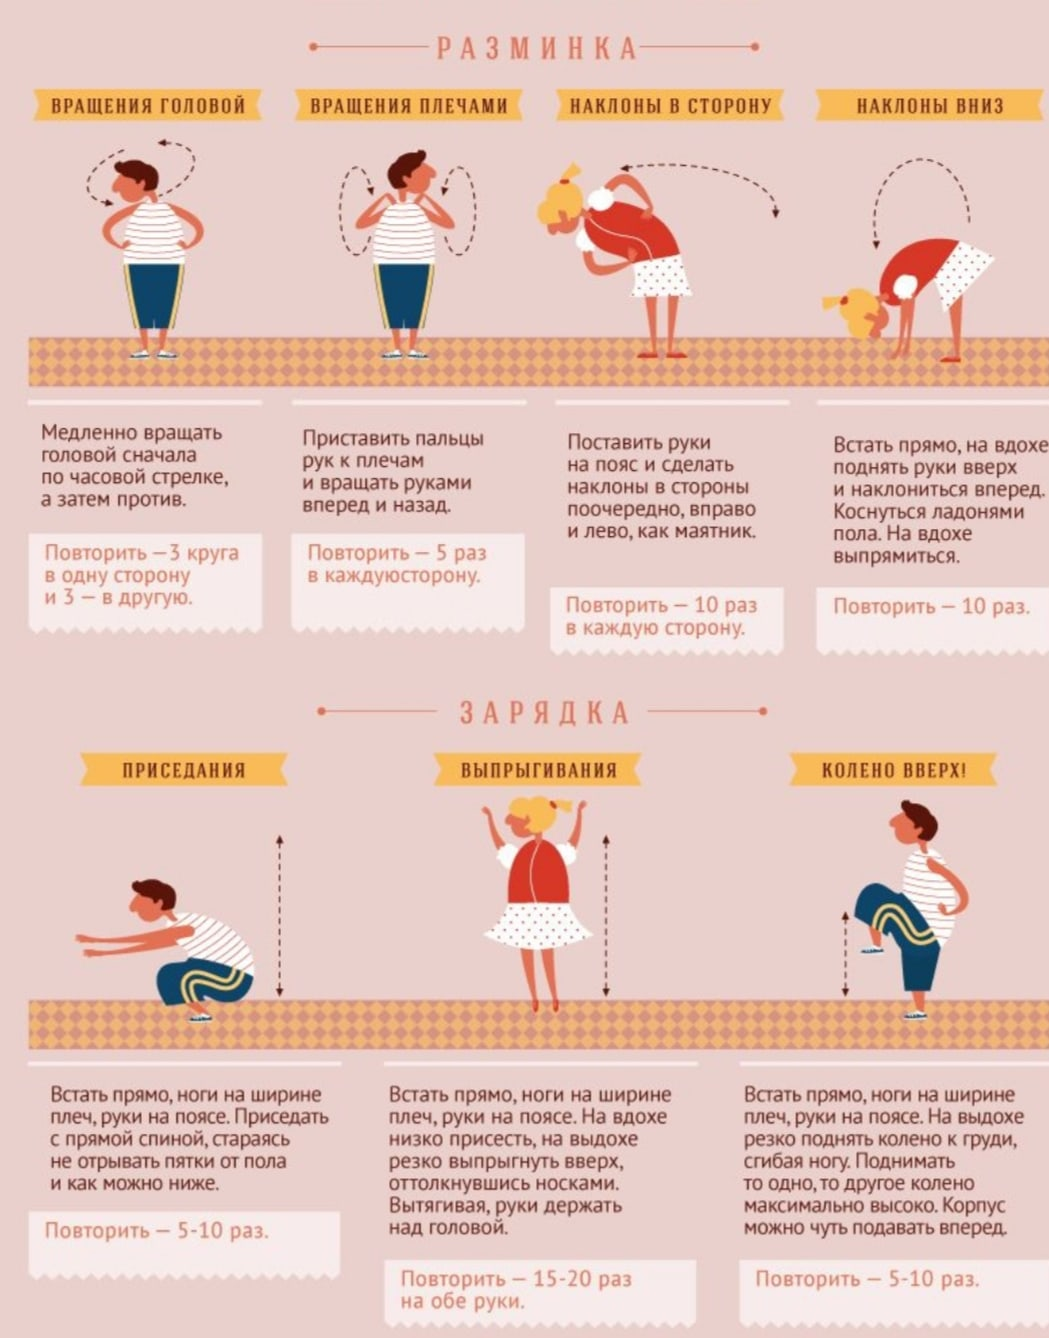 РАЗМИНКА
ВРАЩЕНИЯ ГОЛОВОЙ
ВРАЩЕНИЯ ПЛЕЧАМИ
НАКЛОНЫ В СТОРОНУ
НАКЛОНЫ ВНИЗ
Медленно вращать
головой сначала
по часовой стрелке,
а затем против.
Повторить —3 круга
в одну сторону
и 3 — в другую.
Приставить пальцы
рук к плечам
и вращать руками
вперед и назад.
Повторить — 5 раз
в каждуюсторону.
Поставить руки
на пояс и сделать
наклоны в стороны
поочередно, вправо
и лево, как маятник.
Повторить — 10 раз
в каждую сторону.
Встать прямо, на вдохе
поднять руки вверх
и наклониться вперед.
Коснуться ладонями
пола. На вдохе
выпрямиться.
Повторить — 10 раз.
ЗАРЯДКА
ПРИСЕДАНИЯ
ВЫПРЫГИВАНИЯ
КОЛЕНО ВВЕРХ!
Встать прямо, ноги на ширине
плеч, руки на поясе. Приседать
с прямой спиной, стараясь
не отрывать пятки от пола
и как можно ниже.
Повторить — 5-10 раз.
Встать прямо, ноги на ширине
плеч, руки на поясе. На вдохе
низко присесть, на выдохе
резко выпрыгнуть вверх,
оттолкнувшись носками.
Вытягивая, руки держать
над головой.
Повторить — 15-20 раз
на обе руки.
Встать прямо, ноги на ширине
плеч, руки на поясе. На выдохе
резко поднять колено к груди,
сгибая ногу. Поднимать
то одно, то другое колено
максимально высоко. Корпус
можно чуть подавать вперед.
Повторить — 5-10 раз.